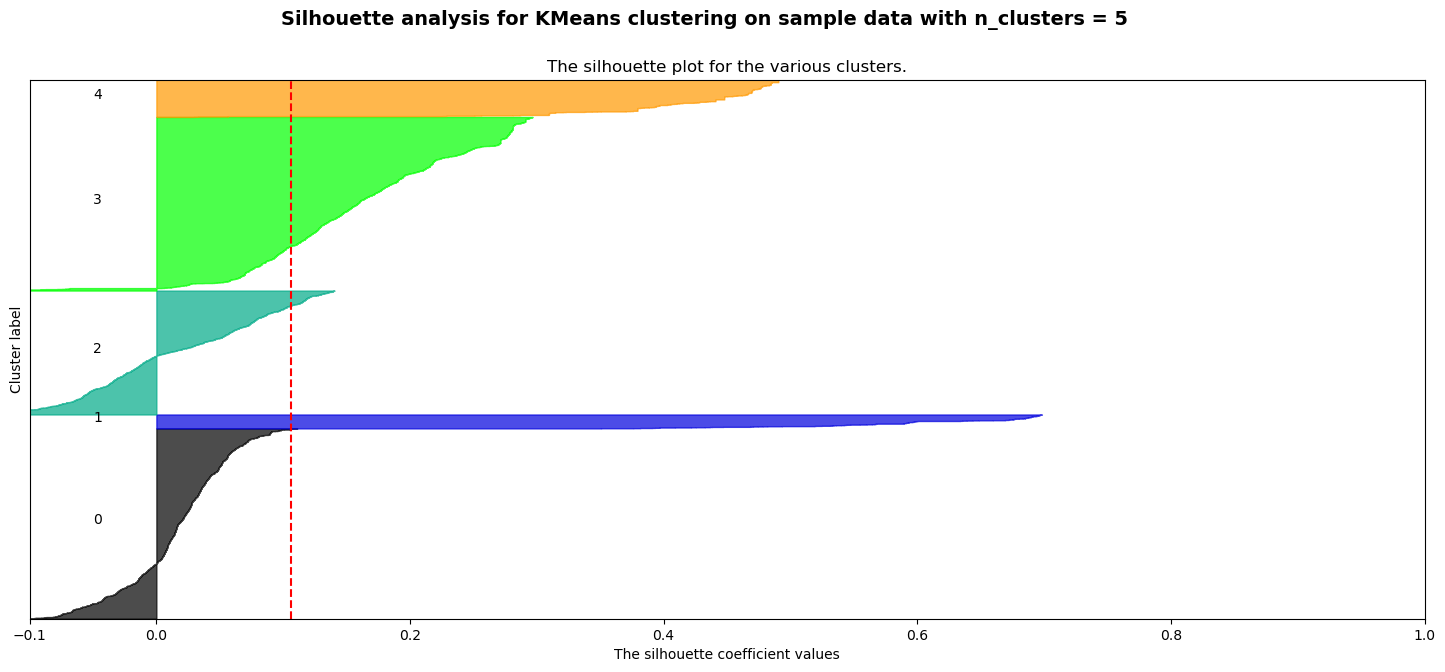 Silhouette analysis for KMeans clustering on sample data with n_clusters = 5
The silhouette plot for the various clusters.
4
3
2
1
0
Cluster label
−0.1 0.0 0.2 0.4 0.6 0.8 1.0
The silhouette coefficient values